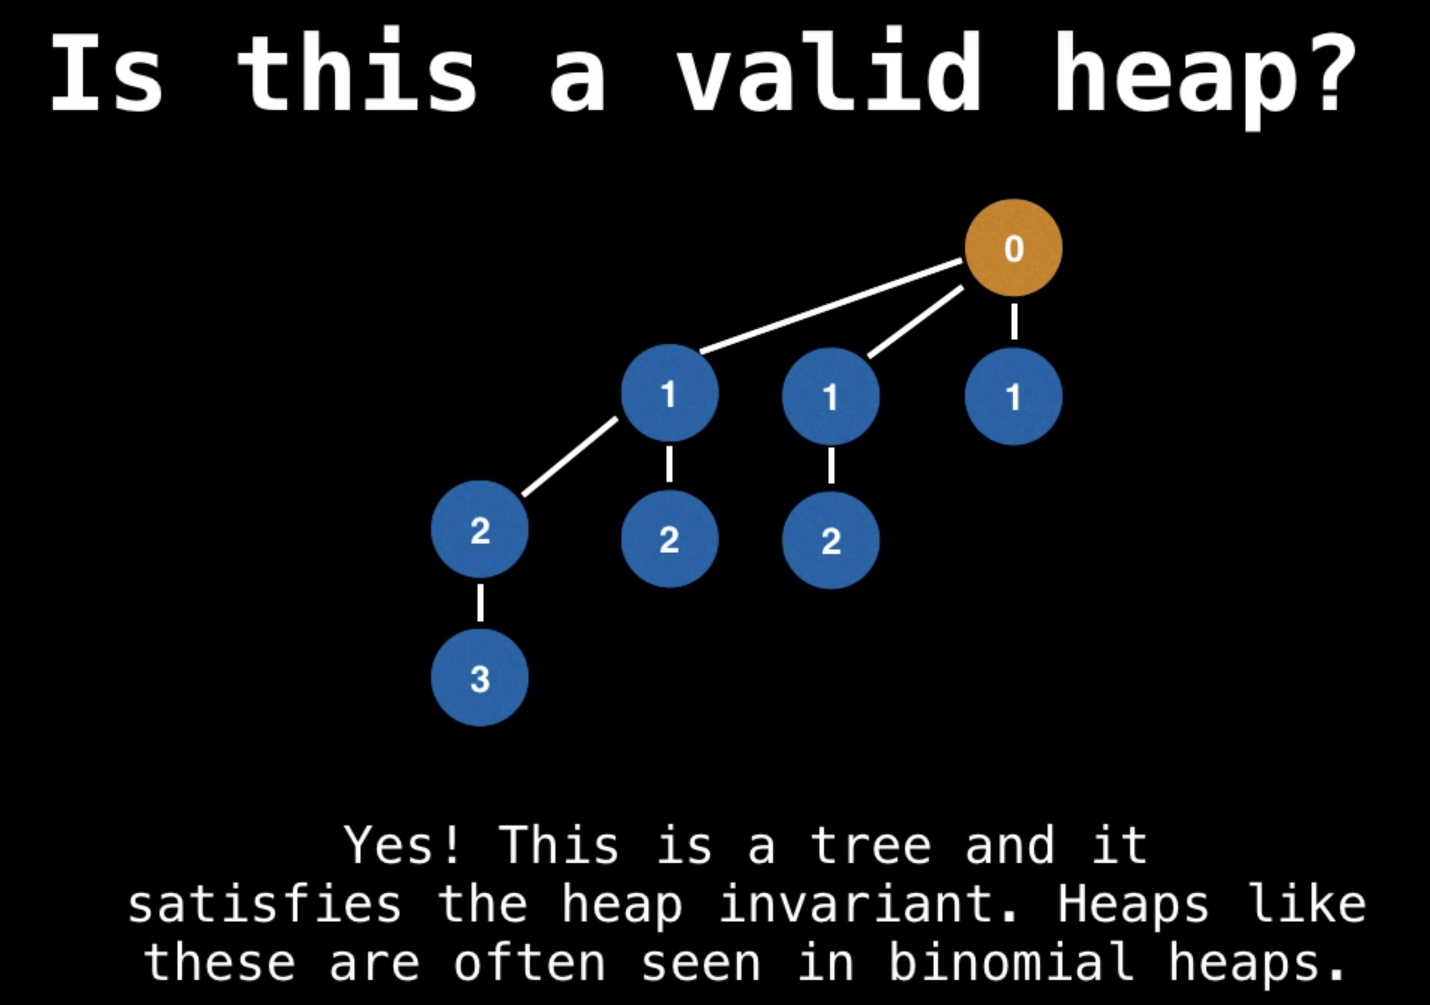 Is this a valid heap?
0
1 1 1
2 2 2
3
Yes! This is a tree and it
satisfies the heap invariant. Heaps like
these are often seen in binomial heaps.